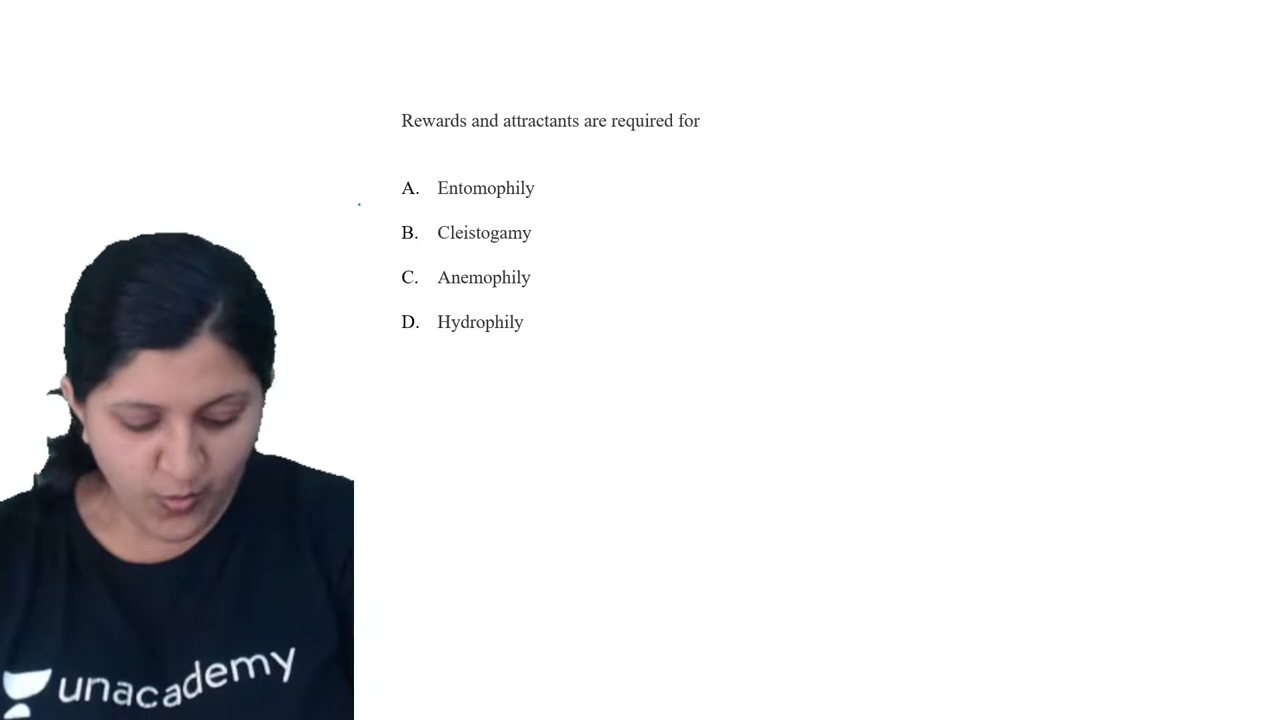 Rewards and attractants are required for
A. Entomophily
B. Cleistogamy
C. Anemophily
D. Hydrophily
unacademy